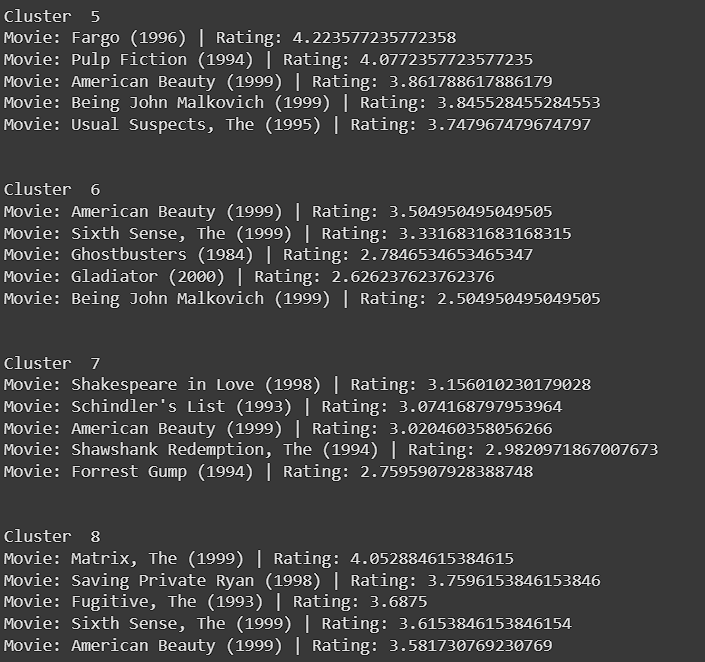 Cluster  5
Movie: Fargo (1996) | Rating: 4.223577235772358
Movie: Pulp Fiction (1994) | Rating: 4.0772357723577235
Movie: American Beauty (1999) | Rating: 3.861788617886179
Movie: Being John Malkovich (1999) | Rating: 3.845528455284553
Movie: Usual Suspects, The (1995) | Rating: 3.747967479674797
Cluster  6
Movie: American Beauty (1999) | Rating: 3.504950495049505
Movie: Sixth Sense, The (1999) | Rating: 3.3316831683168315
Movie: Ghostbusters (1984) | Rating: 2.7846534653465347
Movie: Gladiator (2000) | Rating: 2.626237623762376
Movie: Being John Malkovich (1999) | Rating: 2.504950495049505
Cluster  7
Movie: Shakespeare in Love (1998) | Rating: 3.156010230179028
Movie: Schindler's List (1993) | Rating: 3.074168797953964
Movie: American Beauty (1999) | Rating: 3.020460358056266
Movie: Shawshank Redemption, The (1994) | Rating: 2.9820971867007673
Movie: Forrest Gump (1994) | Rating: 2.7595907928388748
Cluster  8
Movie: Matrix, The (1999) | Rating: 4.052884615384615
Movie: Saving Private Ryan (1998) | Rating: 3.7596153846153846
Movie: Fugitive, The (1993) | Rating: 3.6875
Movie: Sixth Sense, The (1999) | Rating: 3.6153846153846154
Movie: American Beauty (1999) | Rating: 3.581730769230769